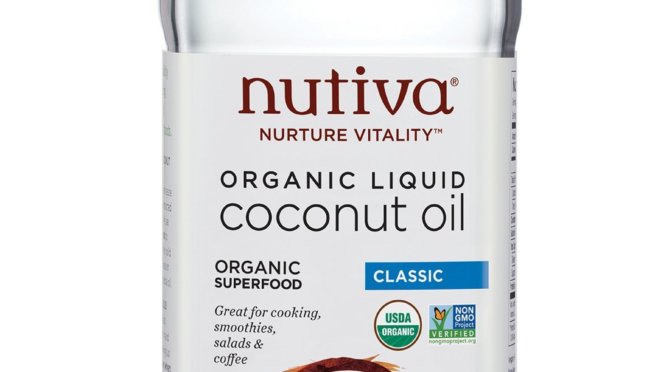 nutiva®
NURTURE VITALITY™
ORGANIC LIQUID
coconut oil
ORGANIC
SUPERFOOD
CLASSIC
Great for cooking,
smoothies,
salads &
coffee
USDA
ORGANIC
NON
GMO
Project
VERIFIED
nongmoproject.org